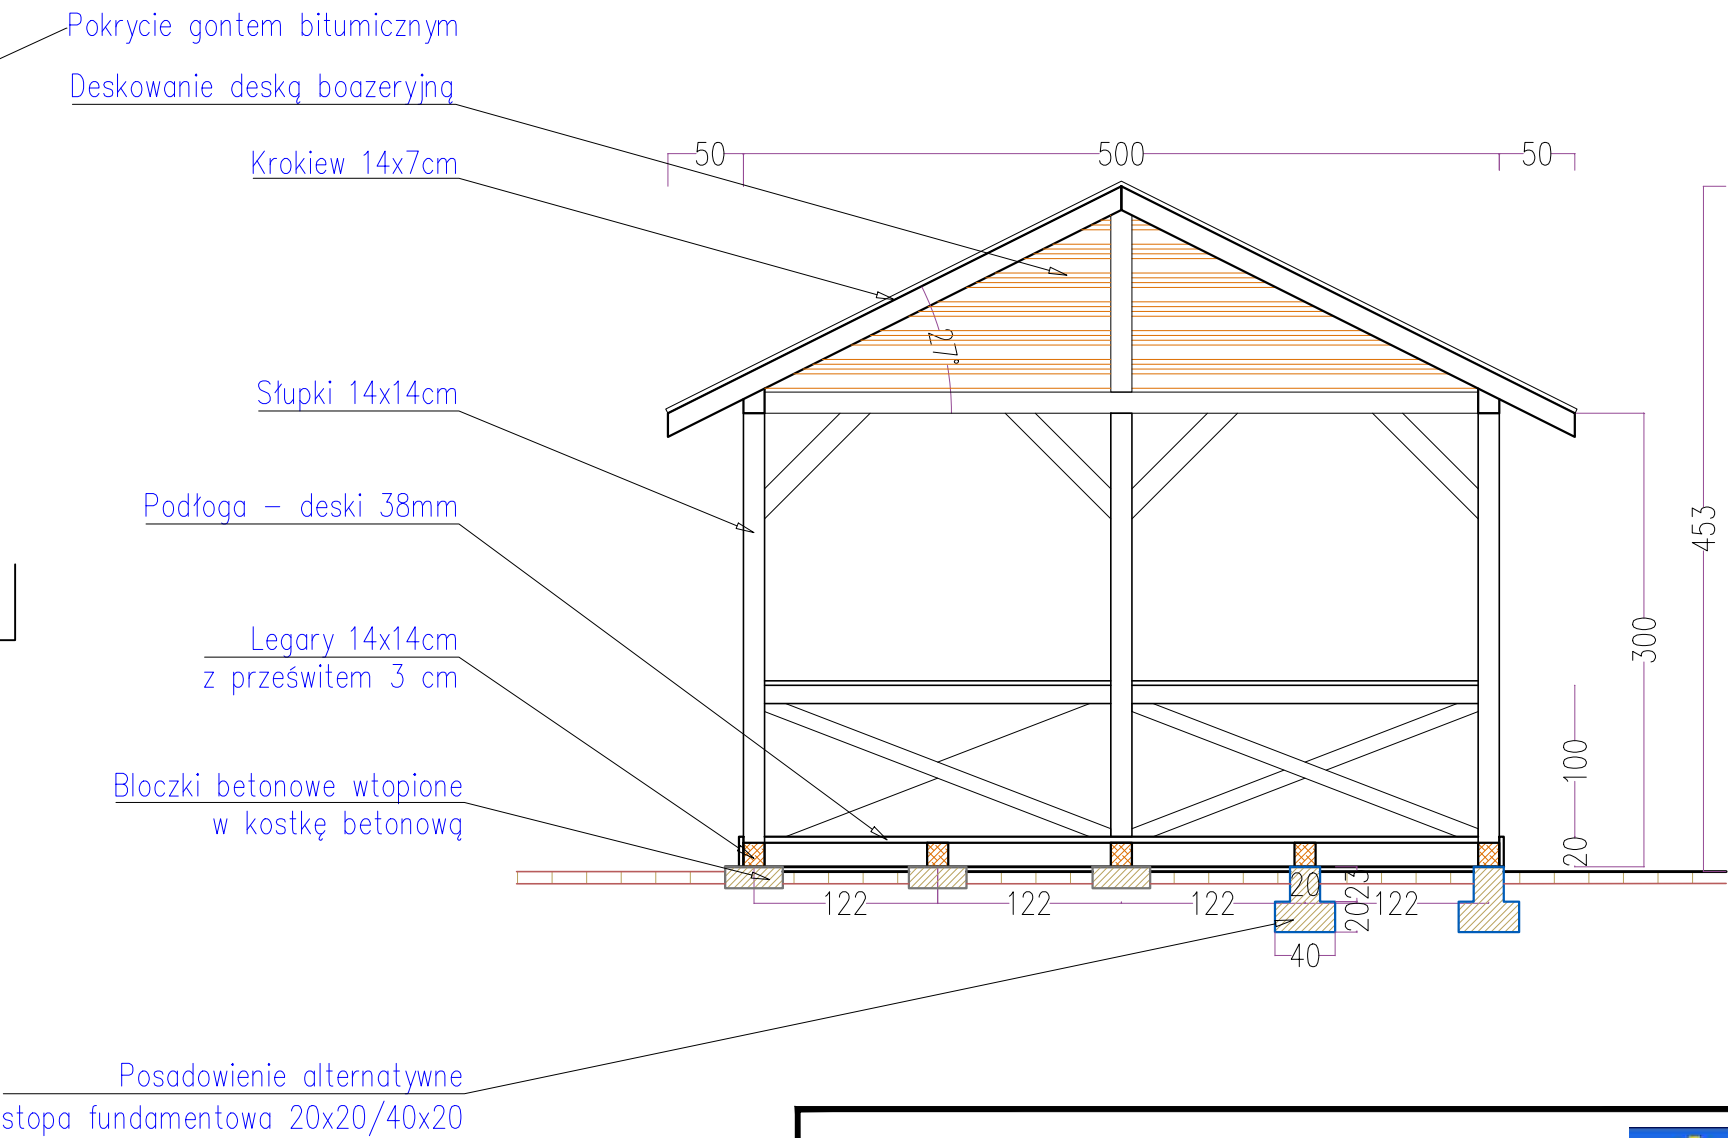 Pokrycie gontem bitumicznym
Deskowanie deską boazeryjną
Krokiew 14x7cm
Słupki 14x14cm
Podłoga – deski 38mm
Legary 14x14cm
z prześwitem 3 cm
Bloczki betonowe wtopione
w kostkę betonową
Posadowienie alternatywne
stopa fundamentowa 20x20/40x20
50
500
50
27°
453
300
100
20
122
122
122
122
20
23
20
40